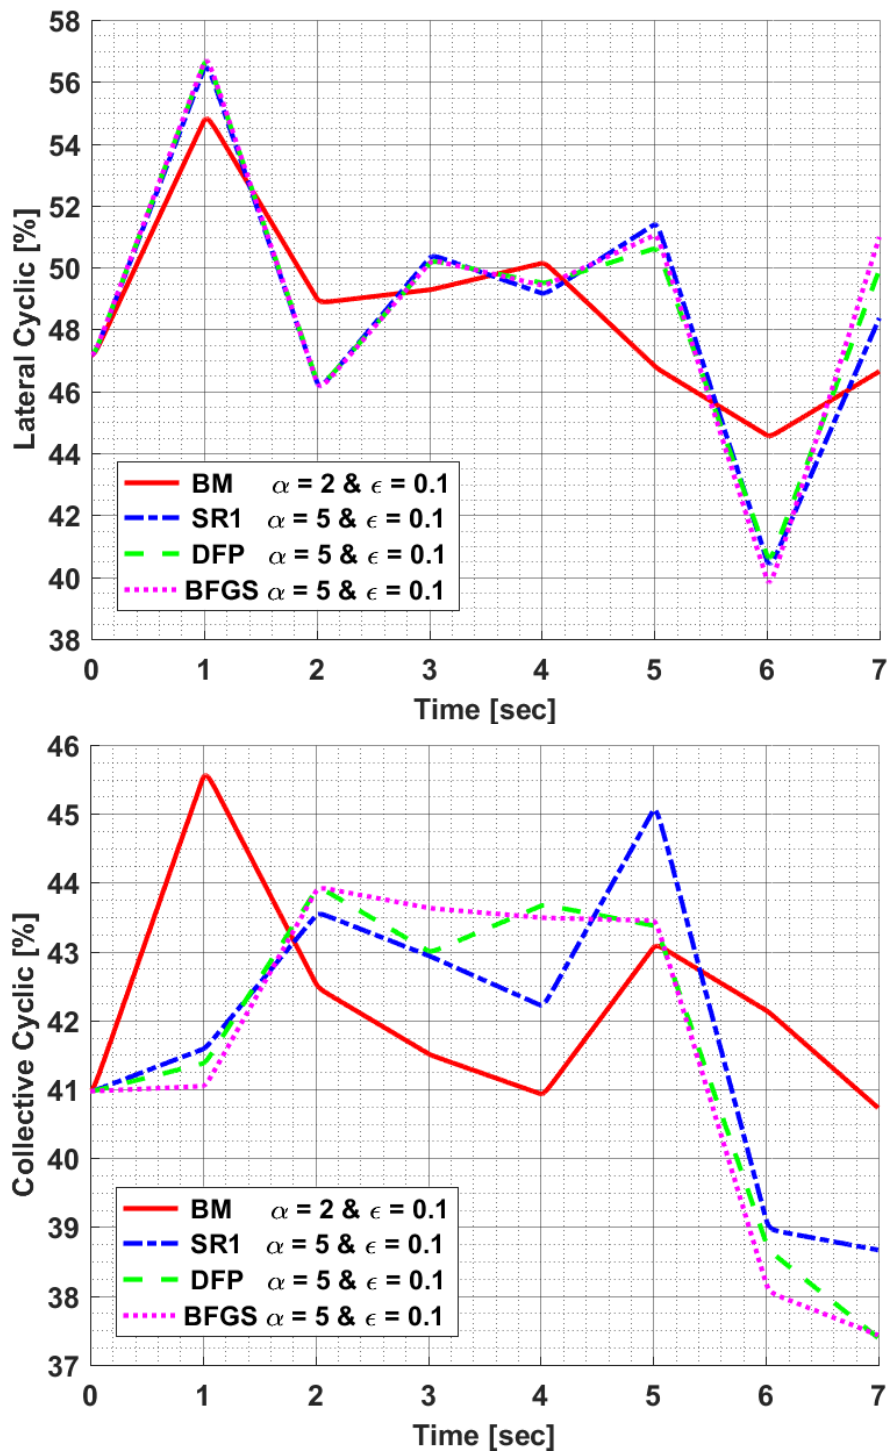 58
56
54
52
50
48
46
44
42
40
38
Lateral Cyclic [%]
BM α = 2 & ϵ = 0.1
SR1 α = 5 & ϵ = 0.1
DFP α = 5 & ϵ = 0.1
BFGS α = 5 & ϵ = 0.1
0 1 2 3 4 5 6 7
Time [sec]
46
45
44
43
42
41
40
39
38
37
Collective Cyclic [%]
BM α = 2 & ϵ = 0.1
SR1 α = 5 & ϵ = 0.1
DFP α = 5 & ϵ = 0.1
BFGS α = 5 & ϵ = 0.1
0 1 2 3 4 5 6 7
Time [sec]